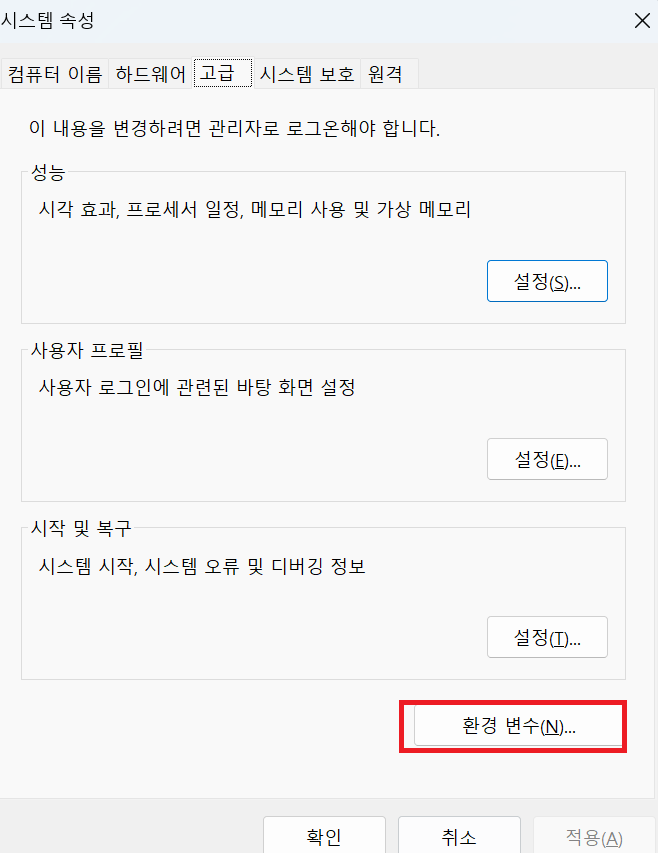 시스템 속성
컴퓨터 이름 하드웨어 고급 시스템 보호 원격
이 내용을 변경하려면 관리자로 로그온해야 합니다.
성능
시각 효과, 프로세서 일정, 메모리 사용 및 가상 메모리
설정(S)...
사용자 프로필
사용자 로그인에 관련된 바탕 화면 설정
설정(E)...
시작 및 복구
시스템 시작, 시스템 오류 및 디버깅 정보
설정(T)...
환경 변수(N)...
확인 취소 적용(A)